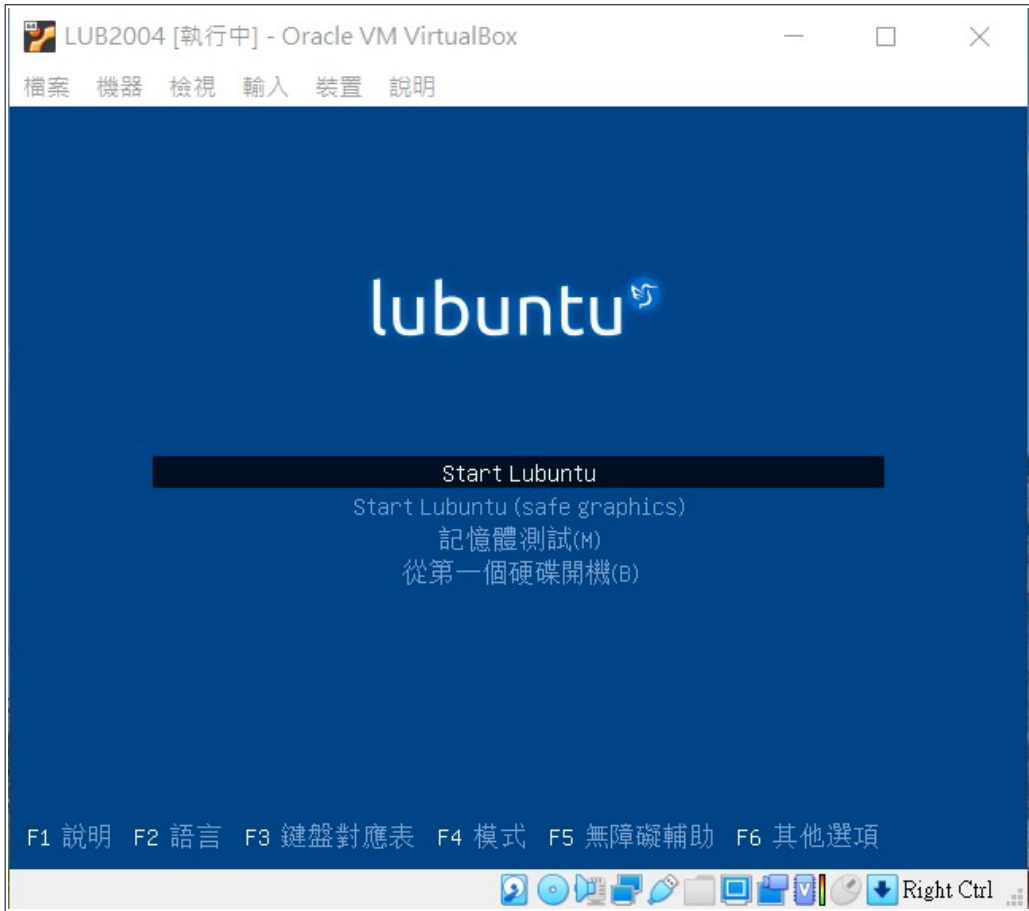 LUB2004 [執行中] - Oracle VM VirtualBox
檔案 機器 檢視 輸入 裝置 說明
lubuntu
Start Lubuntu
Start Lubuntu (safe graphics)
記憶體測試(M)
從第一個硬碟開機(B)
F1 說明 F2 語言 F3 鍵盤對應表 F4 模式 F5 無障礙輔助 F6 其他選項
Right Ctrl